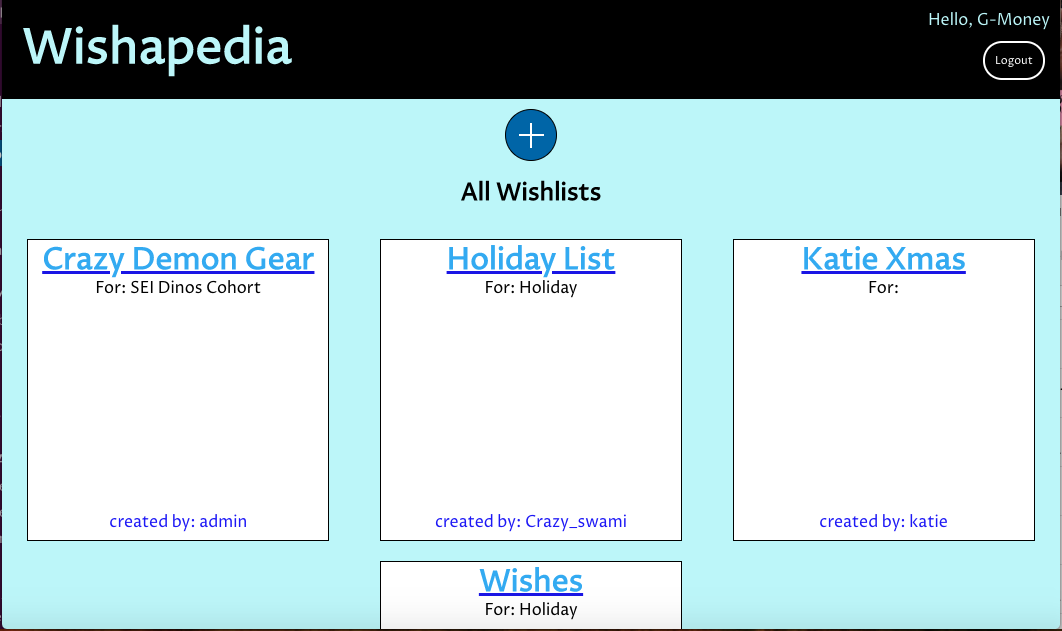 Wishapedia
Hello, G-Money
Logout
All Wishlists
Crazy Demon Gear
For: SEI Dinos Cohort
created by: admin
Holiday List
For: Holiday
created by: Crazy_swami
Katie Xmas
For:
created by: katie
Wishes
For: Holiday